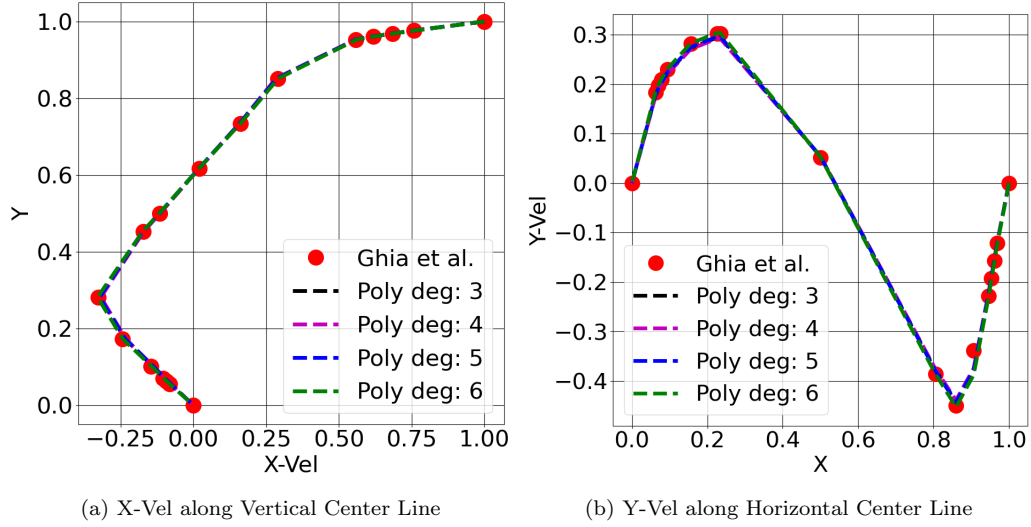 1.0
0.8
0.6
0.4
0.2
0.0
Y
−0.25
0.00
0.25
0.50
0.75
1.00
X-Vel
Ghia et al.
Poly deg: 3
Poly deg: 4
Poly deg: 5
Poly deg: 6
(a) X-Vel along Vertical Center Line
0.3
0.2
0.1
0.0
−0.1
−0.2
−0.3
−0.4
Y-Vel
0.0
0.2
0.4
0.6
0.8
1.0
X
Ghia et al.
Poly deg: 3
Poly deg: 4
Poly deg: 5
Poly deg: 6
(b) Y-Vel along Horizontal Center Line